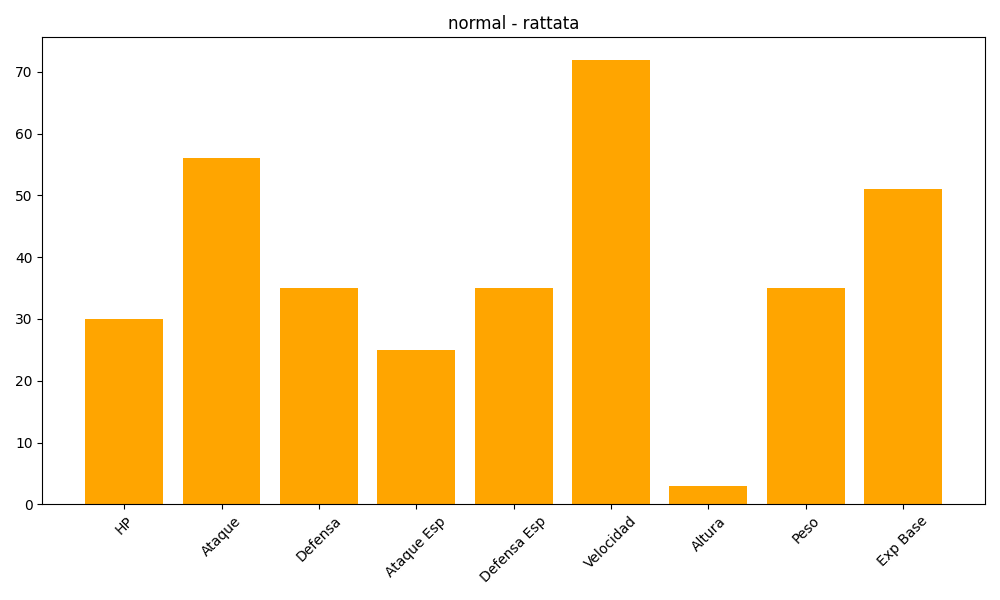 normal - rattata
70
60
50
40
30
20
10
0
HP
Ataque
Defensa
Ataque Esp
Defensa Esp
Velocidad
Altura
Peso
Exp Base